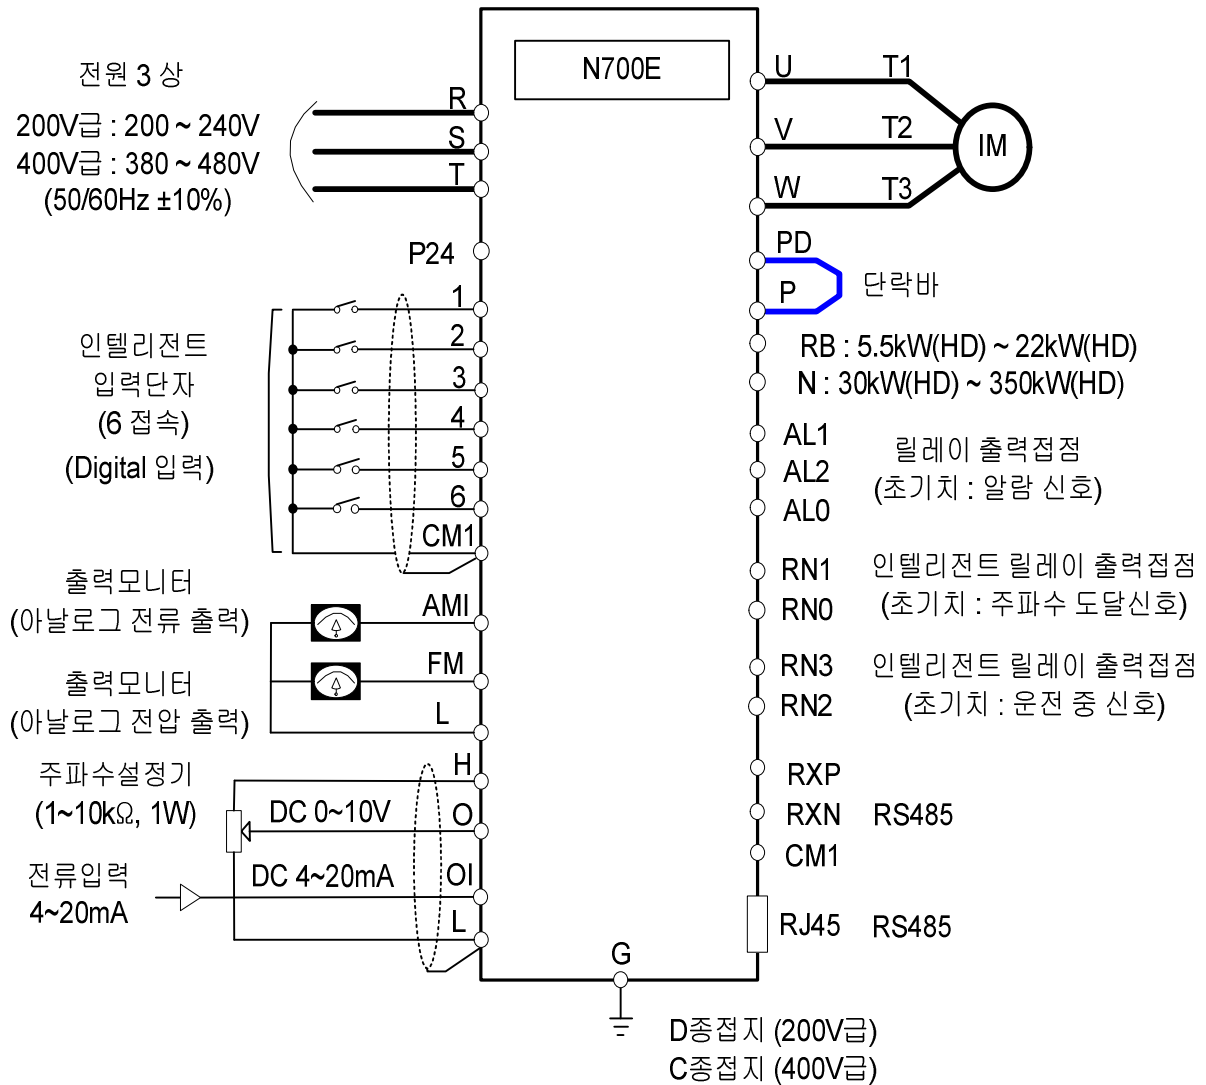 N700E
전원 3 상
200V급 : 200 ~ 240V
400V급 : 380 ~ 480V
(50/60Hz ±10%)
R
S
T
P24
인텔리전트
입력단자
(6 접속)
(Digital 입력)
1
2
3
4
5
6
CM1
출력모니터
(아날로그 전류 출력)
AMI
출력모니터
(아날로그 전압 출력)
FM
L
주파수설정기
(1~10kΩ, 1W)
H
DC 0~10V
O
전류입력
4~20mA
DC 4~20mA
OI
L
G
D종접지 (200V급)
C종접지 (400V급)
U
T1
V
T2
W
T3
IM
PD
P
단락바
RB : 5.5kW(HD) ~ 22kW(HD)
N : 30kW(HD) ~ 350kW(HD)
AL1
AL2
AL0
릴레이 출력접점
(초기치 : 알람 신호)
RN1
RN0
인텔리전트 릴레이 출력접점
(초기치 : 주파수 도달신호)
RN3
RN2
인텔리전트 릴레이 출력접점
(초기치 : 운전 중 신호)
RXP
RXN RS485
CM1
RJ45 RS485